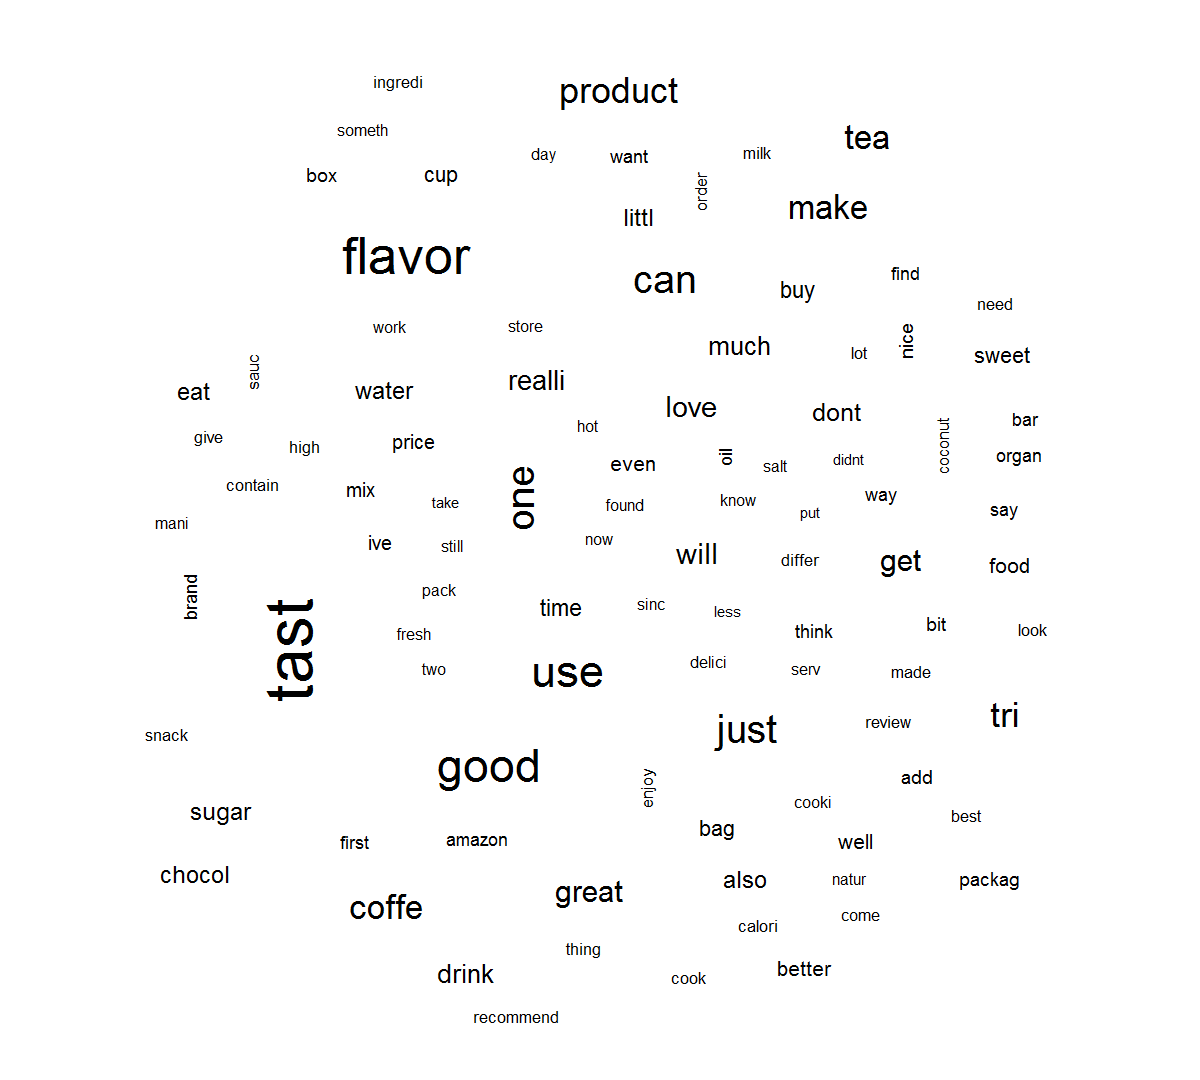 ingredi
product
someth
tea
day
want
milk
box
cup
order
littl
make
flavor
can
buy
find
need
work
store
nice
much
lot
sweet
sauc
eat
water
realli
love
dont
bar
hot
give
high
price
coconut
even
oil
salt
didnt
organ
contain
mix
one
take
found
know
put
way
say
mani
ive
still
now
will
differ
get
food
brand
pack
time
sinc
less
think
bit
look
fresh
tast
two
use
delici
serv
made
tri
just
review
snack
good
enjoy
add
cooki
best
sugar
bag
first
amazon
well
chocol
coffe
great
also
natur
packag
come
calori
thing
drink
cook
better
recommend